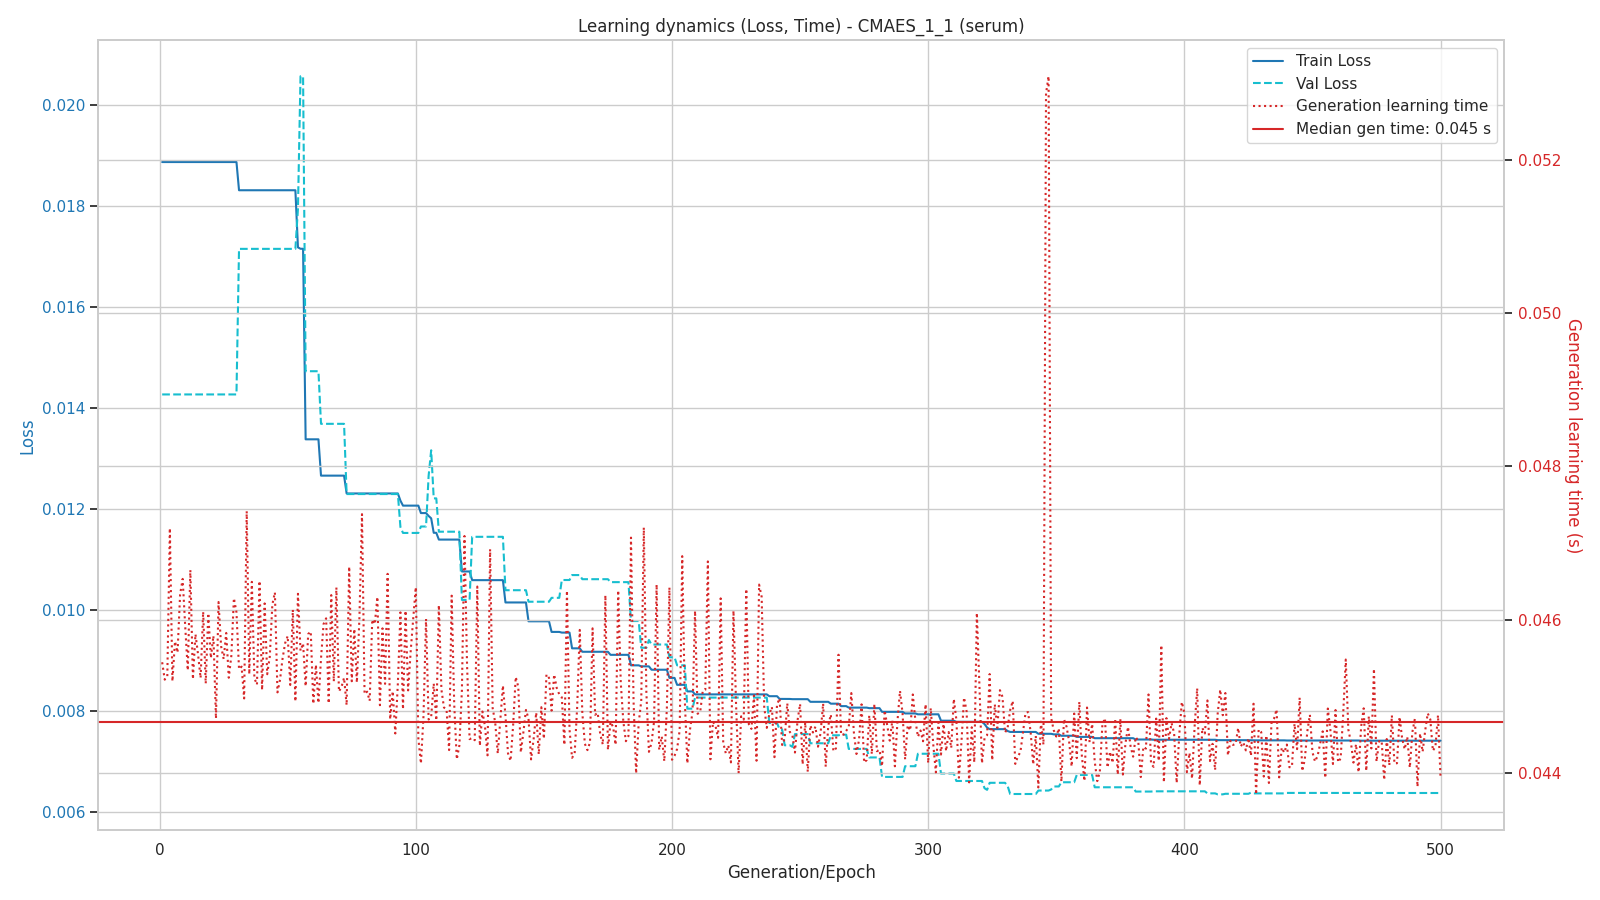 Learning dynamics (Loss, Time) - CMAES_1_1 (serum)
Train Loss
Val Loss
Generation learning time
Median gen time: 0.045 s
0.020
0.018
0.016
0.014
0.012
0.010
0.008
0.006
Loss
0.052
0.050
0.048
0.046
0.044
Generation learning time (s)
0
100
200
300
400
500
Generation/Epoch